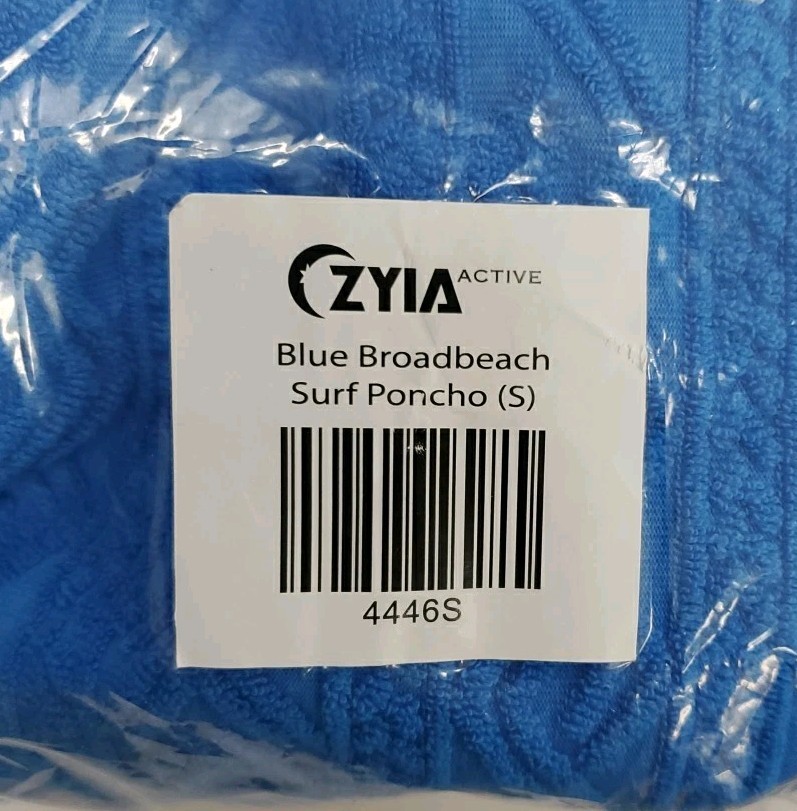 ZYIA ACTIVE
Blue Broadbeach
Surf Poncho (S)
4446S